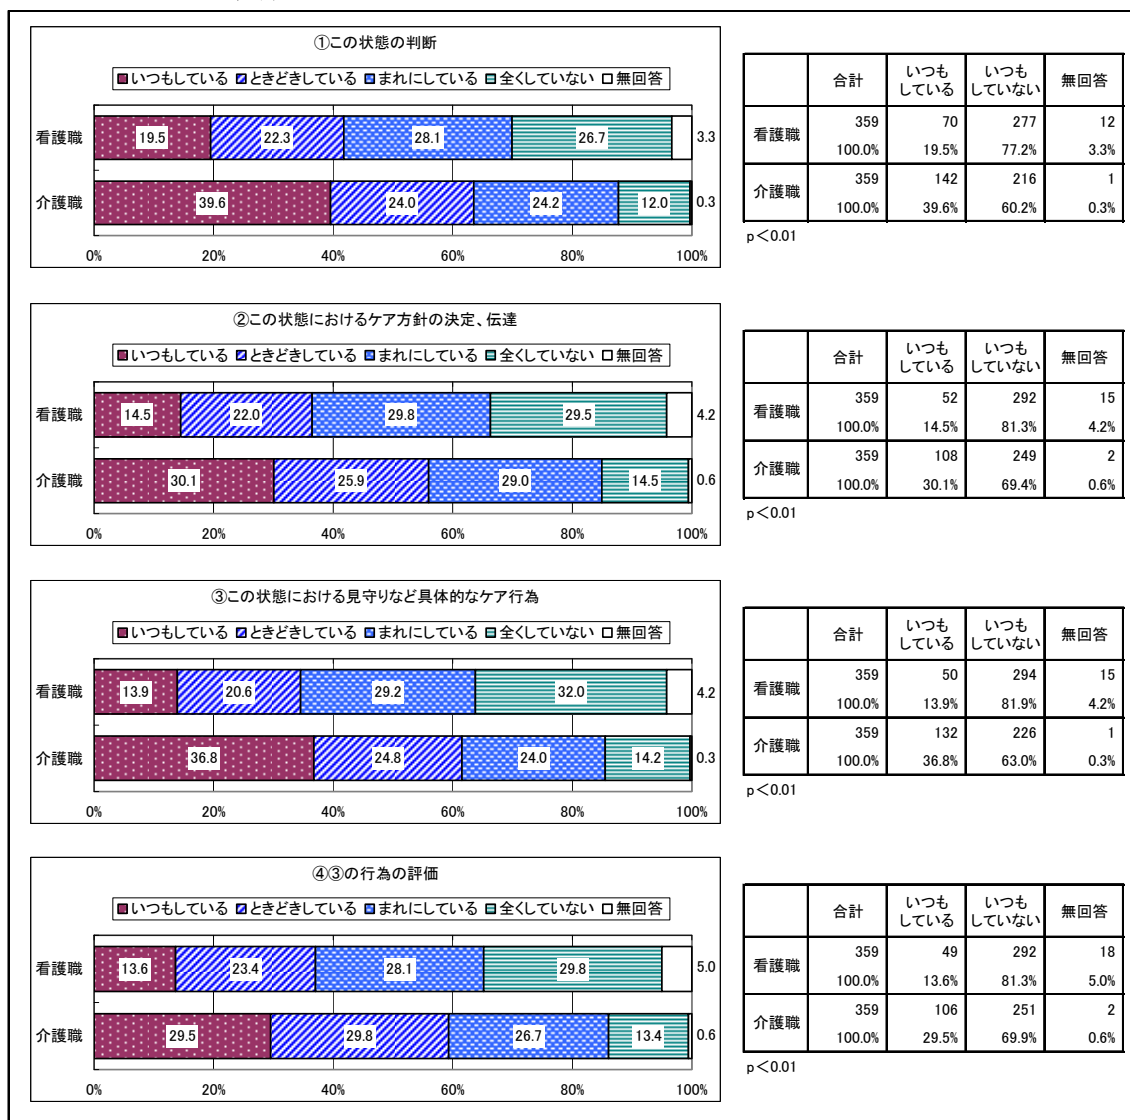 ①この状態の判断
いつもしている ときどきしている まれにしている 全くしていない 無回答
看護職 19.5 22.3 28.1 26.7 3.3
介護職 39.6 24.0 24.2 12.0 0.3
0% 20% 40% 60% 80% 100%
合計 いつもしている いつもしていない 無回答
看護職 359 70 277 12
100.0% 19.5% 77.2% 3.3%
介護職 359 142 216 1
100.0% 39.6% 60.2% 0.3%
p<0.01
②この状態におけるケア方針の決定、伝達
いつもしている ときどきしている まれにしている 全くしていない 無回答
看護職 14.5 22.0 29.8 29.5 4.2
介護職 30.1 25.9 29.0 14.5 0.6
0% 20% 40% 60% 80% 100%
合計 いつもしている いつもしていない 無回答
看護職 359 52 292 15
100.0% 14.5% 81.3% 4.2%
介護職 359 108 249 2
100.0% 30.1% 69.4% 0.6%
p<0.01
③この状態における見守りなど具体的なケア行為
いつもしている ときどきしている まれにしている 全くしていない 無回答
看護職 13.9 20.6 29.2 32.0 4.2
介護職 36.8 24.8 24.0 14.2 0.3
0% 20% 40% 60% 80% 100%
合計 いつもしている いつもしていない 無回答
看護職 359 50 294 15
100.0% 13.9% 81.9% 4.2%
介護職 359 132 226 1
100.0% 36.8% 63.0% 0.3%
p<0.01
④③の行為の評価
いつもしている ときどきしている まれにしている 全くしていない 無回答
看護職 13.6 23.4 28.1 29.8 5.0
介護職 29.5 29.8 26.7 13.4 0.6
0% 20% 40% 60% 80% 100%
合計 いつもしている いつもしていない 無回答
看護職 359 49 292 18
100.0% 13.6% 81.3% 5.0%
介護職 359 106 251 2
100.0% 29.5% 69.9% 0.6%
p<0.01